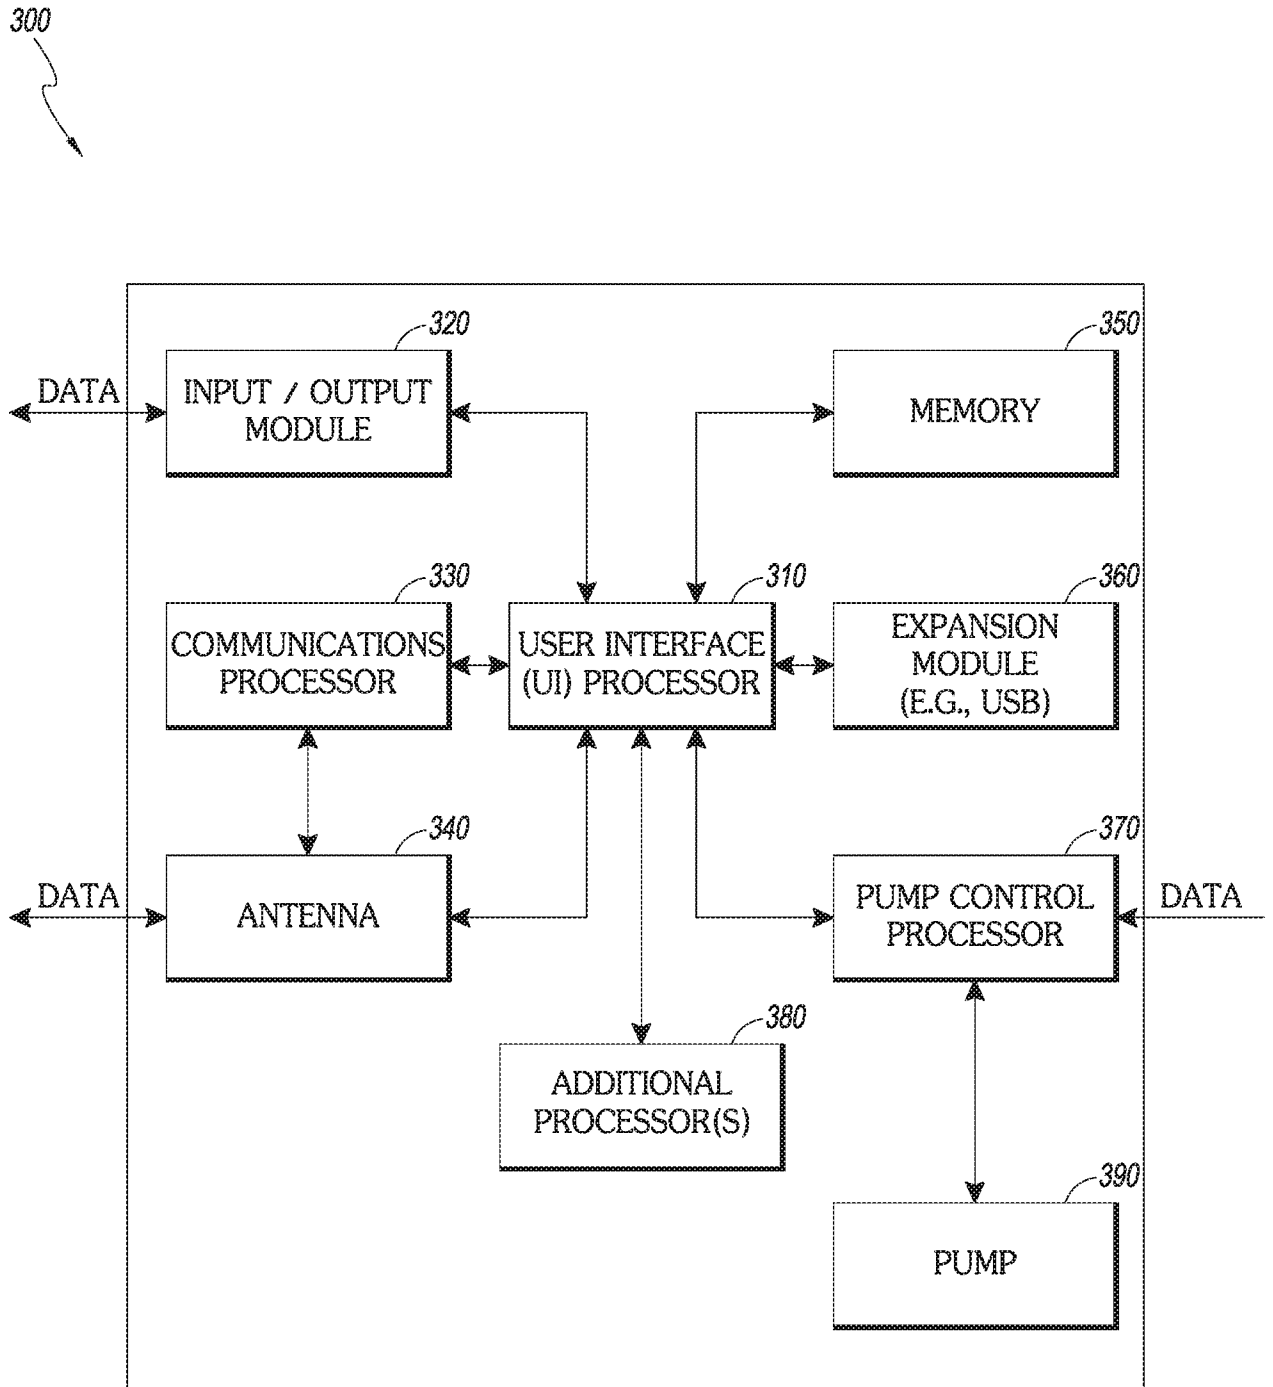 300
320
350
DATA
INPUT / OUTPUT
MODULE
MEMORY
330
310
360
COMMUNICATIONS
PROCESSOR
USER INTERFACE
(UI) PROCESSOR
EXPANSION
MODULE
(E.G., USB)
340
370
DATA
ANTENNA
PUMP CONTROL
PROCESSOR
DATA
380
ADDITIONAL
PROCESSOR(S)
390
PUMP